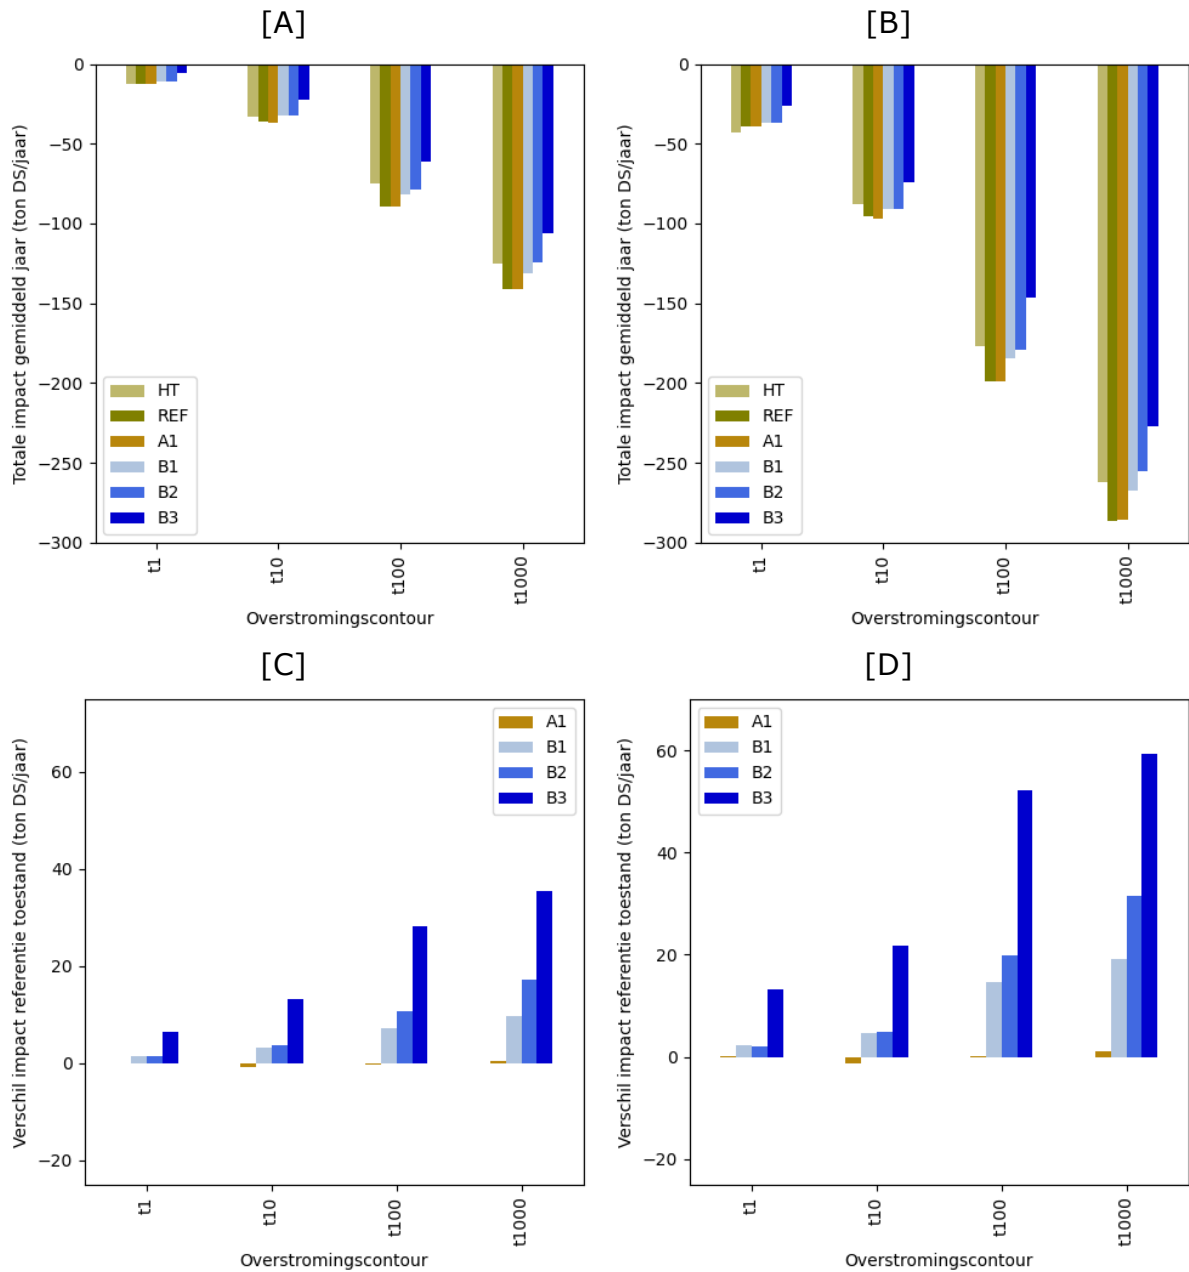 [A]
Totale impact gemiddeld jaar (ton DS/jaar)
0
−50
−100
−150
−200
−250
−300
HT
REF
A1
B1
B2
B3
t1
t10
t100
t1000
Overstromingscontour
[B]
Totale impact gemiddeld jaar (ton DS/jaar)
0
−50
−100
−150
−200
−250
−300
HT
REF
A1
B1
B2
B3
t1
t10
t100
t1000
Overstromingscontour
[C]
Verschil impact referentie toestand (ton DS/jaar)
60
40
20
0
−20
A1
B1
B2
B3
t1
t10
t100
t1000
Overstromingscontour
[D]
Verschil impact referentie toestand (ton DS/jaar)
60
40
20
0
−20
A1
B1
B2
B3
t1
t10
t100
t1000
Overstromingscontour